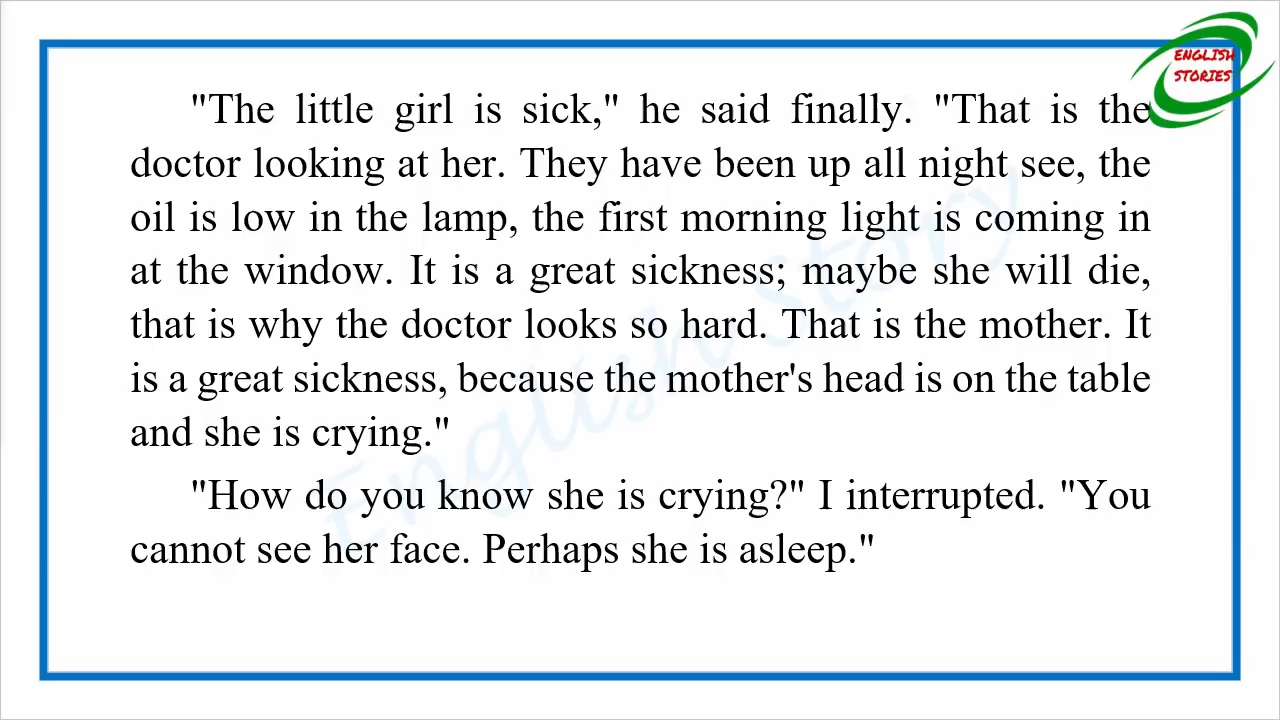 ENGLISH
STORIES
"The little girl is sick," he said finally. "That is the
doctor looking at her. They have been up all night see, the
oil is low in the lamp, the first morning light is coming in
at the window. It is a great sickness; maybe she will die,
that is why the doctor looks so hard. That is the mother. It
is a great sickness, because the mother's head is on the table
and she is crying."
"How do you know she is crying?" I interrupted. "You
cannot see her face. Perhaps she is asleep."
English Story